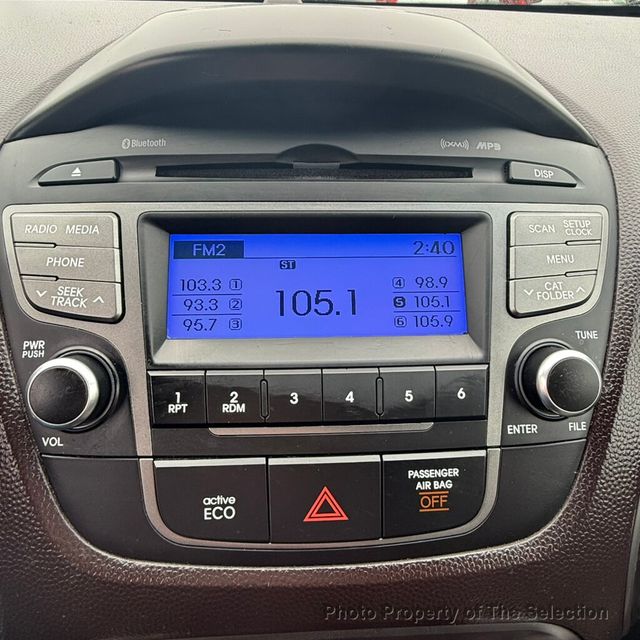 Bluetooth
((XM)) MP3
DISP
RADIO MEDIA
PHONE
SEEK
TRACK
SCAN SETUP
CLOCK
MENU
CAT
FOLDER
FM2 2:40
ST
103.3 1
93.3 2
95.7 3
105.1
4 98.9
5 105.1
6 105.9
PWR
PUSH
VOL
TUNE
ENTER FILE
1
RPT
2
RDM
3
4
5
6
active
ECO
PASSENGER
AIR BAG
OFF
Photo Property of The Selection